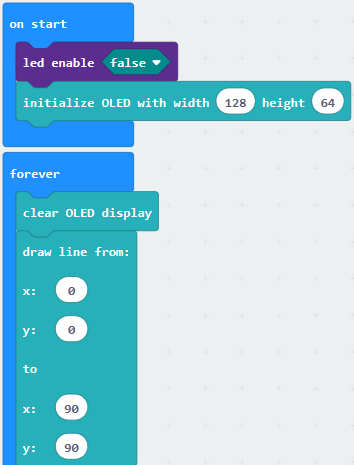 on start
led enable false
initialize OLED with width 128 height 64
forever
clear OLED display
draw line from:
x: 0
y: 0
to
x: 90
y: 90